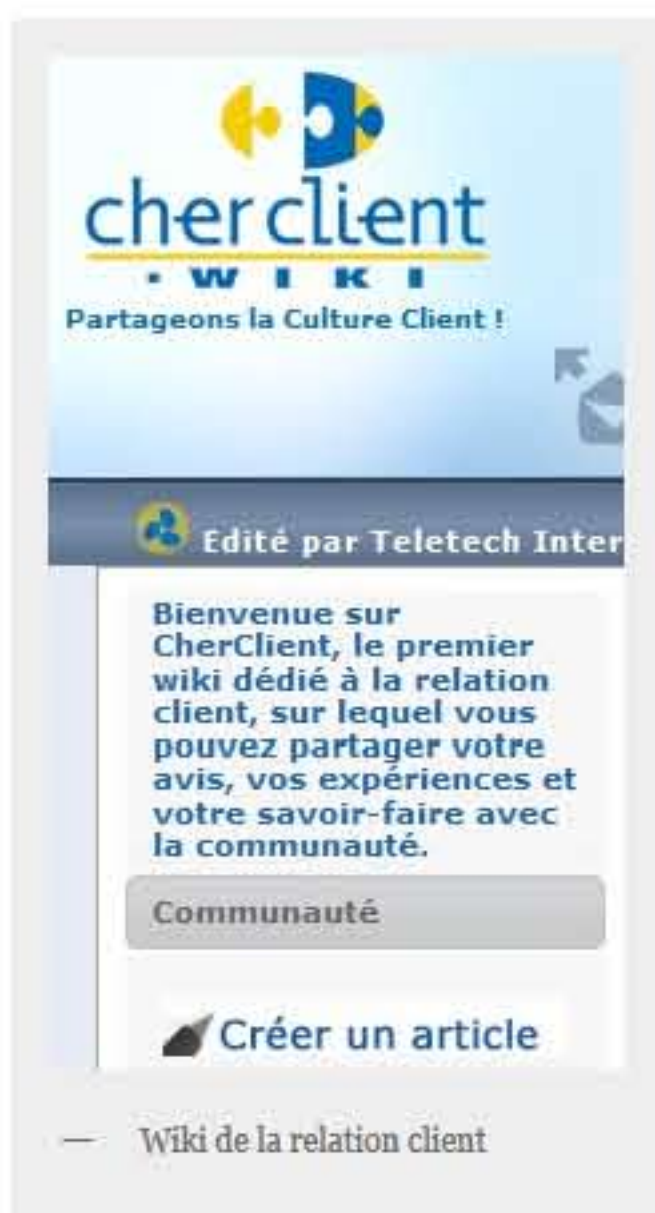 cherclient
.WIKI
Partageons la Culture Client !
Edité par Teletech Inter
Bienvenue sur
CherClient, le premier
wiki dédié à la relation
client, sur lequel vous
pouvez partager votre
avis, vos expériences et
votre savoir-faire avec
la communauté.
Communauté
Créer un article
— Wiki de la relation client